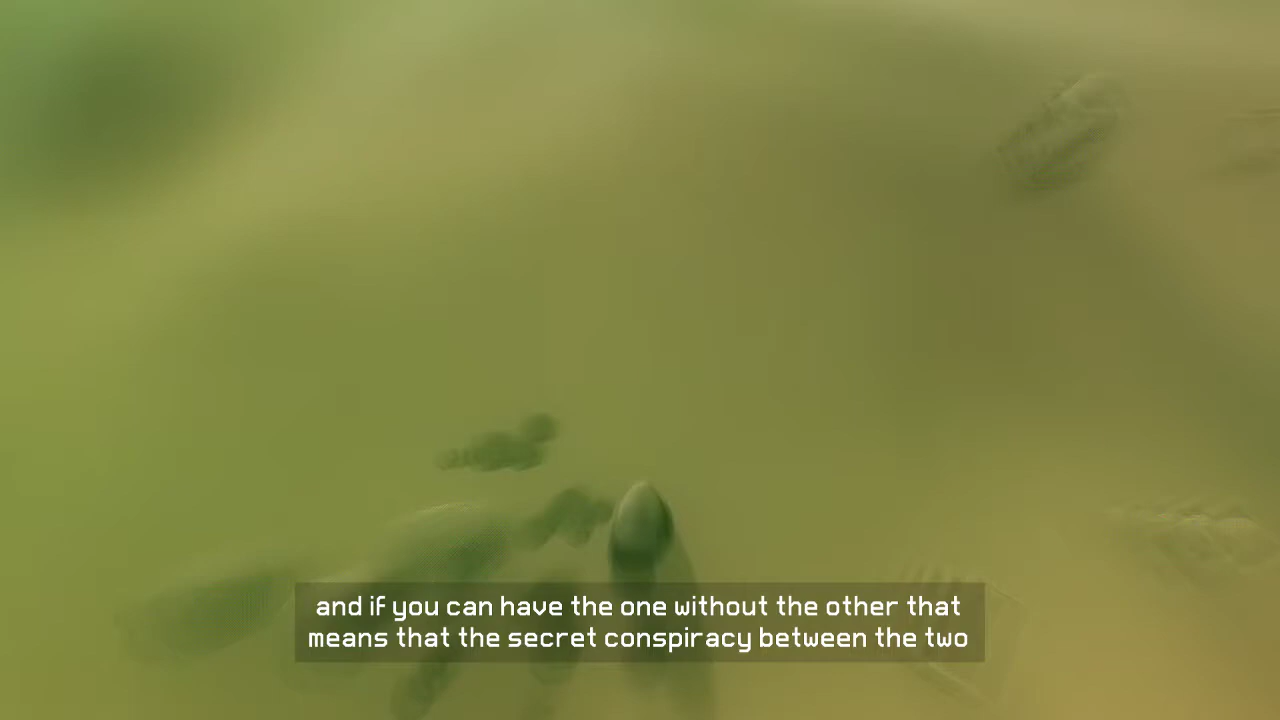 and if you can have the one without the other that
means that the secret conspiracy between the two